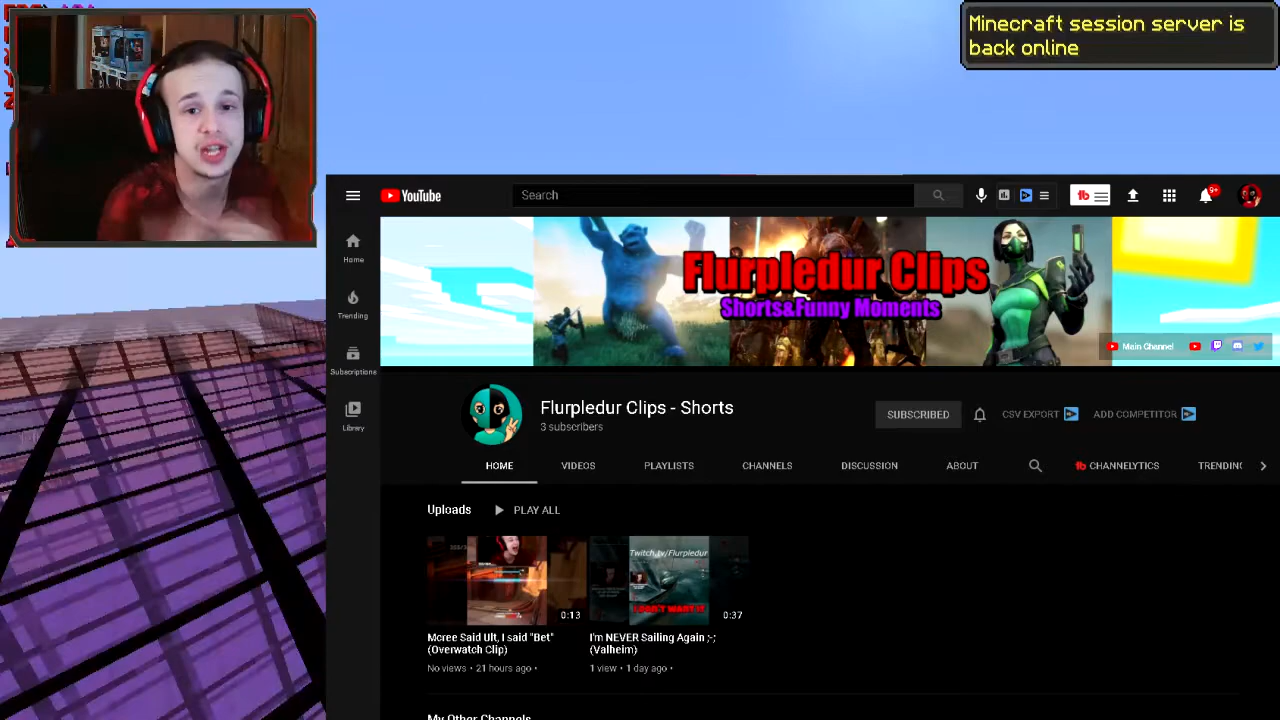 Minecraft session server is
back online
YouTube
Search
9+
Home
Trending
Subscriptions
Library
Flurpledur Clips
Shorts&Funny Moments
Main Channel
Flurpledur Clips - Shorts
3 subscribers
SUBSCRIBED
CSV EXPORT
ADD COMPETITOR
HOME
VIDEOS
PLAYLISTS
CHANNELS
DISCUSSION
ABOUT
CHANNELYTICS
TRENDING
Uploads
PLAY ALL
Twitch.tv/Flurpledur
0:13
0:37
Mcree Said Ult, I said "Bet"
(Overwatch Clip)
No views • 21 hours ago •
I'm NEVER Sailing Again ;-;
(Valheim)
1 view • 1 day ago •
My Other Channels